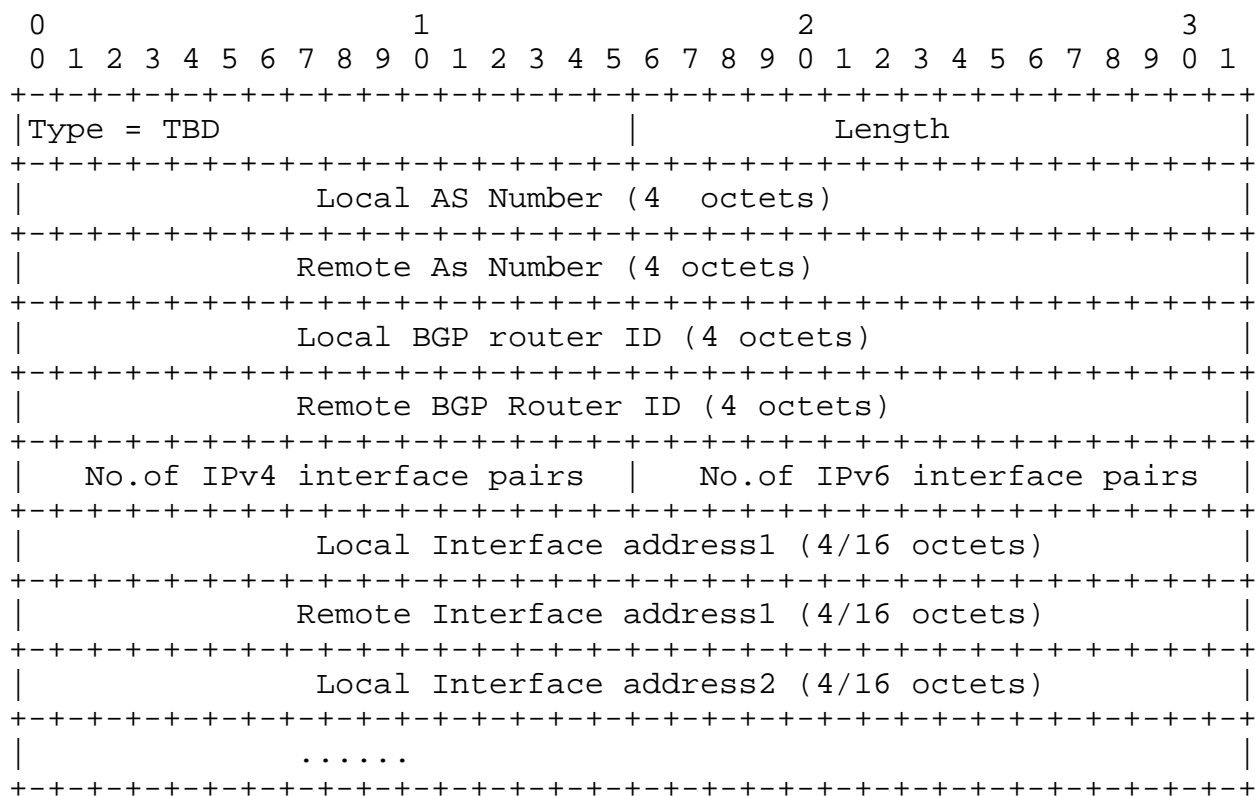 0                   1                   2                   3
 0 1 2 3 4 5 6 7 8 9 0 1 2 3 4 5 6 7 8 9 0 1 2 3 4 5 6 7 8 9 0 1
+-+-+-+-+-+-+-+-+-+-+-+-+-+-+-+-+-+-+-+-+-+-+-+-+-+-+-+-+-+-+-+-+
|Type = TBD                     |          Length               |
+-+-+-+-+-+-+-+-+-+-+-+-+-+-+-+-+-+-+-+-+-+-+-+-+-+-+-+-+-+-+-+-+
|               Local AS Number (4  octets)                     |
+-+-+-+-+-+-+-+-+-+-+-+-+-+-+-+-+-+-+-+-+-+-+-+-+-+-+-+-+-+-+-+-+
|              Remote As Number (4 octets)                      |
+-+-+-+-+-+-+-+-+-+-+-+-+-+-+-+-+-+-+-+-+-+-+-+-+-+-+-+-+-+-+-+-+
|              Local BGP router ID (4 octets)                   |
+-+-+-+-+-+-+-+-+-+-+-+-+-+-+-+-+-+-+-+-+-+-+-+-+-+-+-+-+-+-+-+-+
|              Remote BGP Router ID (4 octets)                  |
+-+-+-+-+-+-+-+-+-+-+-+-+-+-+-+-+-+-+-+-+-+-+-+-+-+-+-+-+-+-+-+-+
|   No.of IPv4 interface pairs  |   No.of IPv6 interface pairs  |
+-+-+-+-+-+-+-+-+-+-+-+-+-+-+-+-+-+-+-+-+-+-+-+-+-+-+-+-+-+-+-+-+
|               Local Interface address1 (4/16 octets)          |
+-+-+-+-+-+-+-+-+-+-+-+-+-+-+-+-+-+-+-+-+-+-+-+-+-+-+-+-+-+-+-+-+
|              Remote Interface address1 (4/16 octets)          |
+-+-+-+-+-+-+-+-+-+-+-+-+-+-+-+-+-+-+-+-+-+-+-+-+-+-+-+-+-+-+-+-+
|               Local Interface address2 (4/16 octets)          |
+-+-+-+-+-+-+-+-+-+-+-+-+-+-+-+-+-+-+-+-+-+-+-+-+-+-+-+-+-+-+-+-+
|              ......                                           |
+-+-+-+-+-+-+-+-+-+-+-+-+-+-+-+-+-+-+-+-+-+-+-+-+-+-+-+-+-+-+-+-+